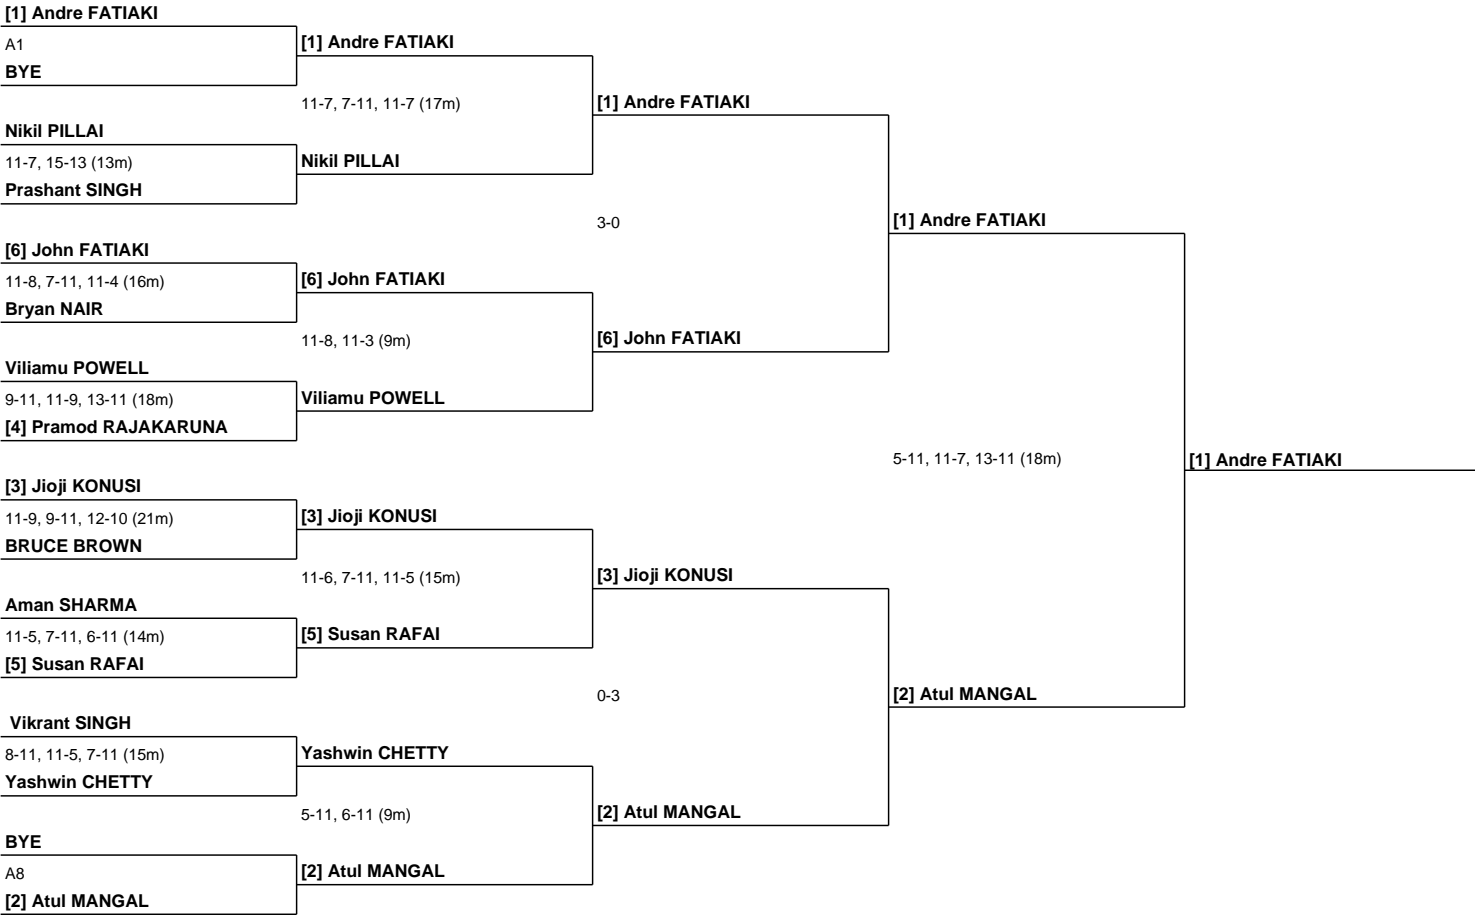 [1] Andre FATIAKI
A1
BYE
Nikil PILLAI
11-7, 15-13 (13m)
Prashant SINGH
[6] John FATIAKI
11-8, 7-11, 11-4 (16m)
Bryan NAIR
Viliamu POWELL
9-11, 11-9, 13-11 (18m)
[4] Pramod RAJAKARUNA
[3] Jioji KONUSI
11-9, 9-11, 12-10 (21m)
BRUCE BROWN
Aman SHARMA
11-5, 7-11, 6-11 (14m)
[5] Susan RAFAI
Vikrant SINGH
8-11, 11-5, 7-11 (15m)
Yashwin CHETTY
BYE
A8
[2] Atul MANGAL
[1] Andre FATIAKI
11-7, 7-11, 11-7 (17m)
Nikil PILLAI
[6] John FATIAKI
11-8, 11-3 (9m)
Viliamu POWELL
[3] Jioji KONUSI
11-6, 7-11, 11-5 (15m)
[5] Susan RAFAI
Yashwin CHETTY
5-11, 6-11 (9m)
[2] Atul MANGAL
[1] Andre FATIAKI
3-0
[6] John FATIAKI
[3] Jioji KONUSI
0-3
[2] Atul MANGAL
[1] Andre FATIAKI
5-11, 11-7, 13-11 (18m)
[2] Atul MANGAL
[1] Andre FATIAKI